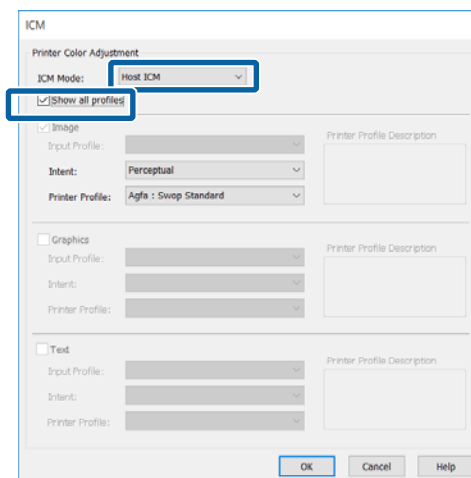 ICM
Printer Color Adjustment
ICM Mode: Host ICM
Show all profiles
Image
Input Profile:
Printer Profile Description
Intent: Perceptual
Printer Profile: Agfa : Swop Standard
Graphics
Input Profile:
Printer Profile Description
Intent:
Printer Profile:
Text
Input Profile:
Printer Profile Description
Intent:
Printer Profile:
OK Cancel Help